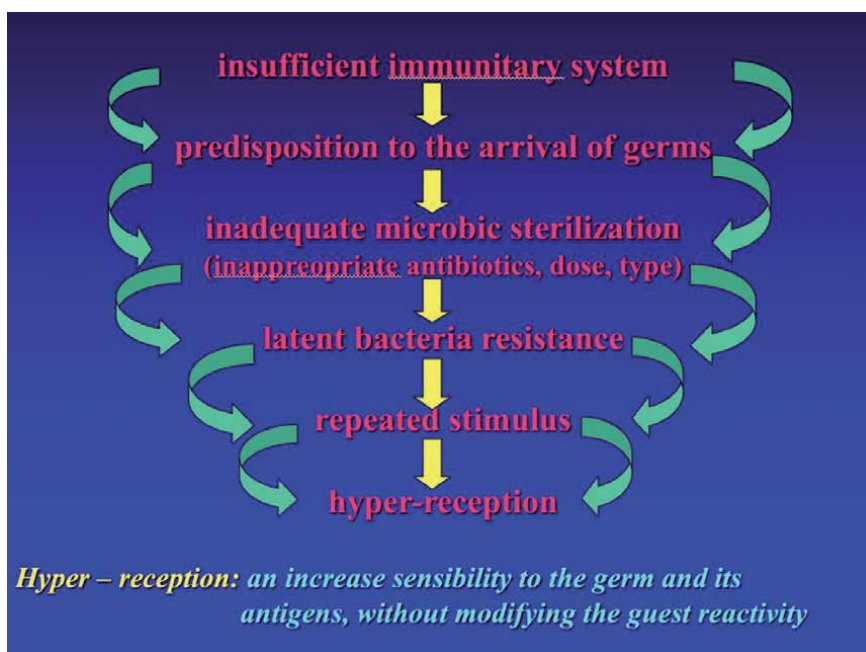 insufficient immunitary system
predisposition to the arrival of germs
inadequate microbic sterilization
(inappreopriate antibiotics, dose, type)
latent bacteria resistance
repeated stimulus
hyper-reception
Hyper – reception: an increase sensibility to the germ and its
antigens, without modifying the guest reactivity